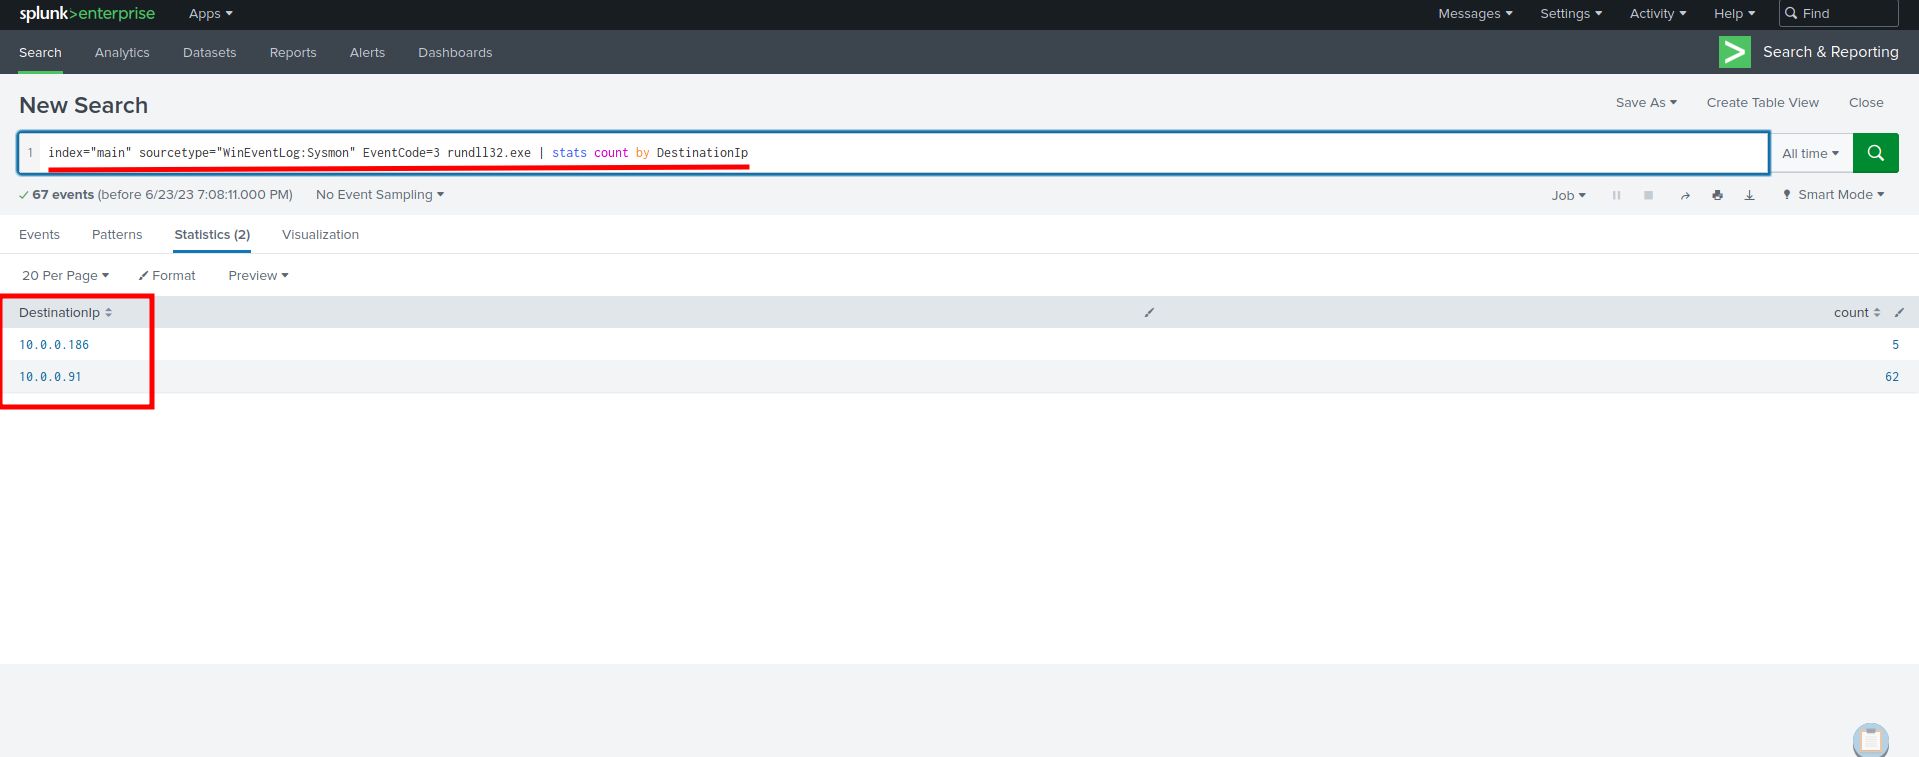 splunk>enterprise Apps Messages Settings Activity Help Find
Search Analytics Datasets Reports Alerts Dashboards Search & Reporting
New Search Save As Create Table View Close
1 index="main" sourcetype="WinEventLog:Sysmon" EventCode=3 rundll32.exe | stats count by DestinationIp All time
67 events (before 6/23/23 7:08:11.000 PM) No Event Sampling Job Smart Mode
Events Patterns Statistics (2) Visualization
20 Per Page Format Preview
DestinationIp count
10.0.0.186 5
10.0.0.91 62